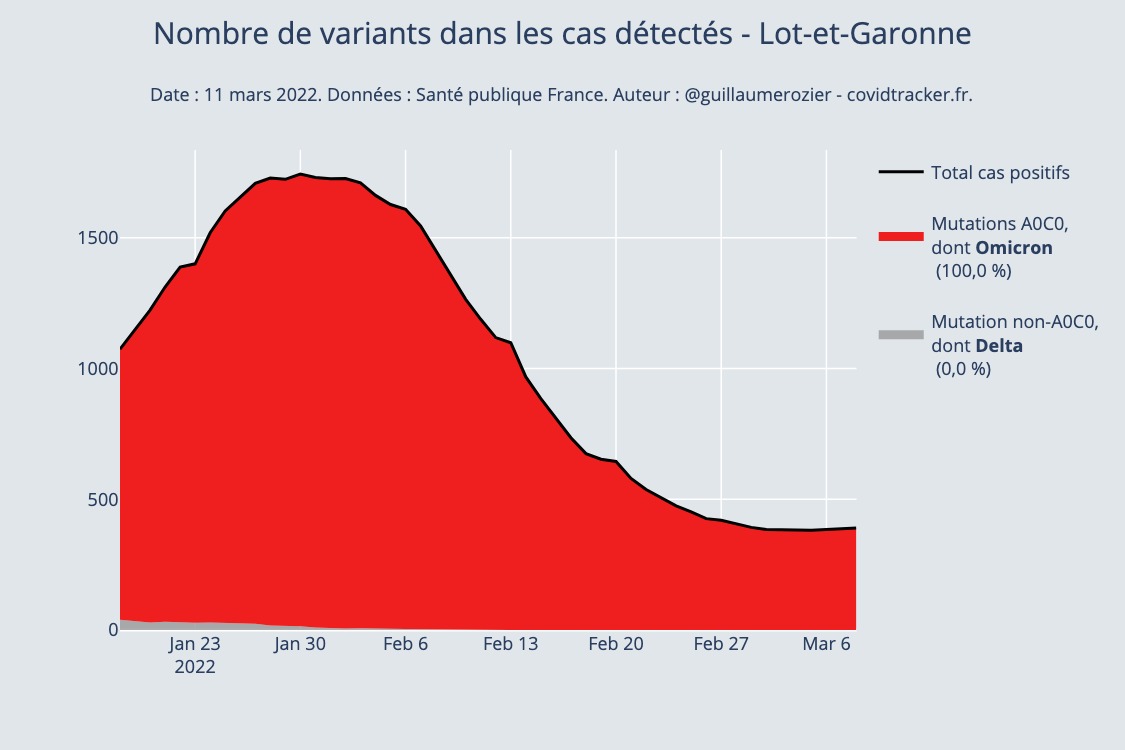 Nombre de variants dans les cas détectés - Lot-et-Garonne
Date : 11 mars 2022. Données : Santé publique France. Auteur : @guillaumerozier - covidtracker.fr.
Total cas positifs
Mutations A0C0,
dont Omicron
(100,0 %)
Mutation non-A0C0,
dont Delta
(0,0 %)
1500
1000
500
0
Jan 23
2022
Jan 30
Feb 6
Feb 13
Feb 20
Feb 27
Mar 6